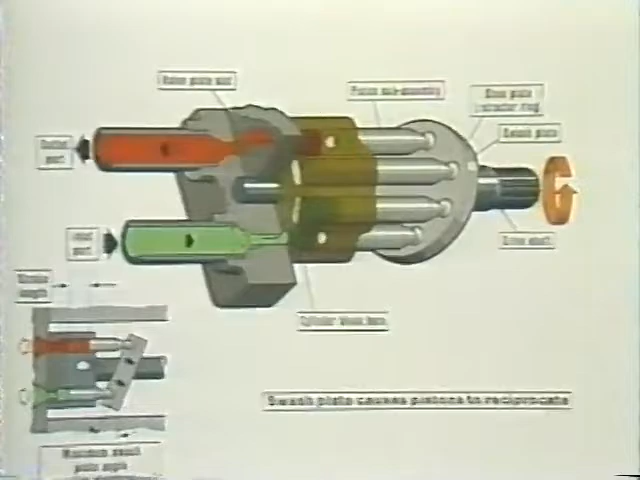 Valve plate slot
Piston sub-assembly
Shoe plate
retractor ring
Swash plate
Outlet
port
Inlet
port
Drive shaft
Stroke
length
Cylinder block bore
Swash plate causes pistons to reciprocate
Maximum swash
plate angle